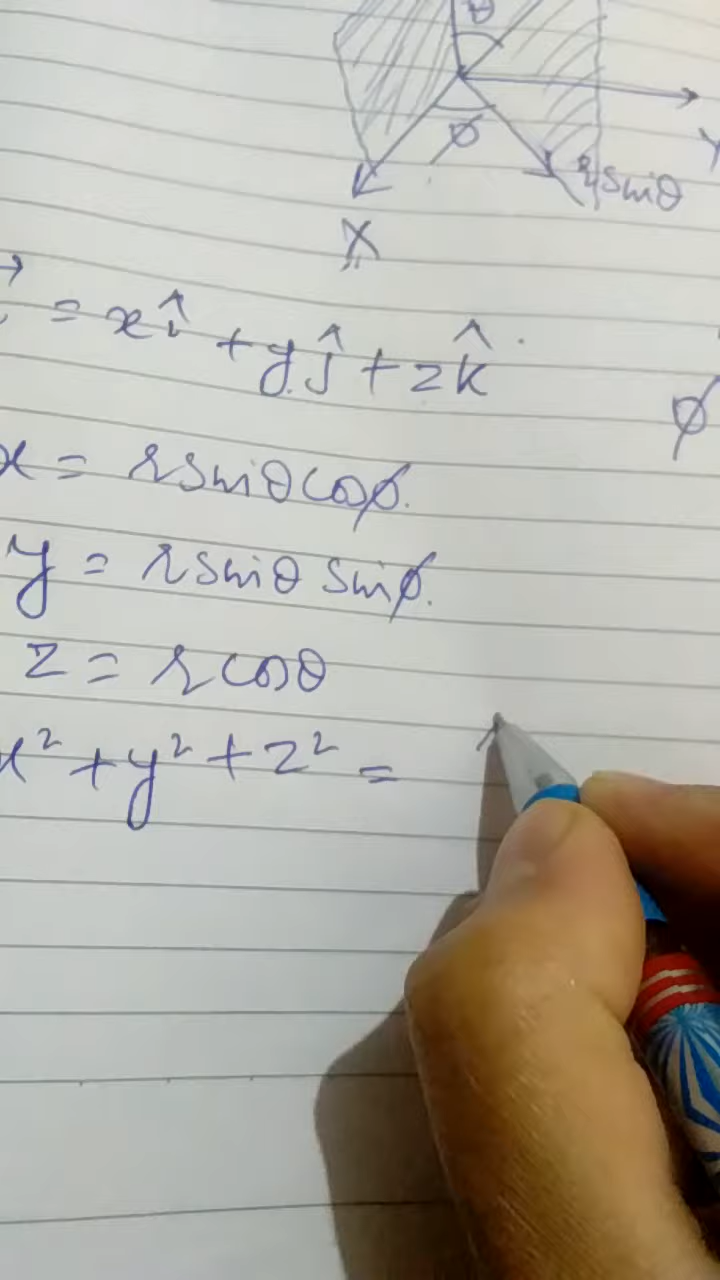 θ
φ
Y
r sinθ
X
→ = xî + yĵ + zk̂
φ
x = r sinθ cosφ.
y = r sinθ sinφ.
z = r cosθ
x² + y² + z² =